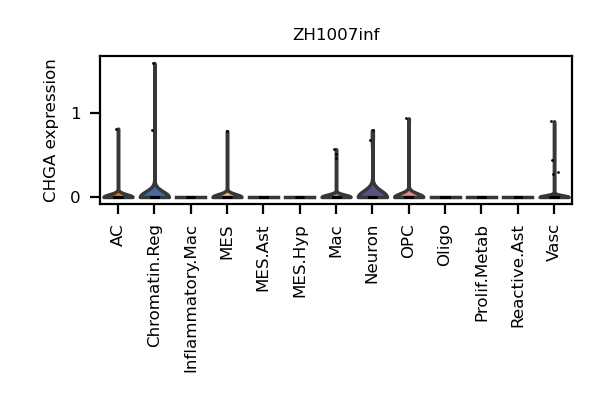 ZH1007inf
CHGA expression
1
0
AC
Chromatin.Reg
Inflammatory.Mac
MES
MES.Ast
MES.Hyp
Mac
Neuron
OPC
Oligo
Prolif.Metab
Reactive.Ast
Vasc